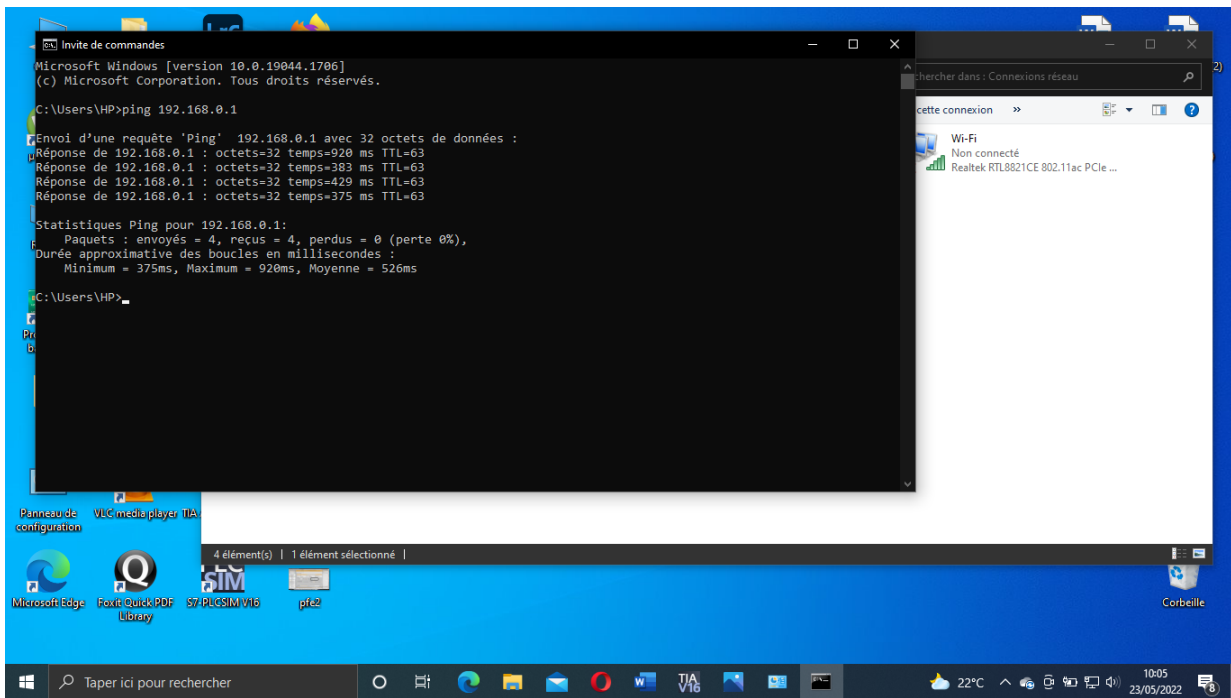 Invite de commandes
Microsoft Windows [version 10.0.19044.1706]
(c) Microsoft Corporation. Tous droits réservés.
C:\Users\HP>ping 192.168.0.1
Envoi d’une requête 'Ping'  192.168.0.1 avec 32 octets de données :
Réponse de 192.168.0.1 : octets=32 temps=920 ms TTL=63
Réponse de 192.168.0.1 : octets=32 temps=383 ms TTL=63
Réponse de 192.168.0.1 : octets=32 temps=429 ms TTL=63
Réponse de 192.168.0.1 : octets=32 temps=375 ms TTL=63
Statistiques Ping pour 192.168.0.1:
Paquets : envoyés = 4, reçus = 4, perdus = 0 (perte 0%),
Durée approximative des boucles en millisecondes :
Minimum = 375ms, Maximum = 920ms, Moyenne = 526ms
C:\Users\HP>
chercher dans : Connexions réseau
cette connexion »
Wi-Fi
Non connecté
Realtek RTL8821CE 802.11ac PCIe ...
2)
Panneau de configuration
VLC media player
TIA
4 élément(s) | 1 élément sélectionné |
Microsoft Edge
Foxit Quick PDF Library
SIM
S7-PLCSIM V16
pfe2
Corbeille
Taper ici pour rechercher
TIA V16
22°C
10:05
23/05/2022
8